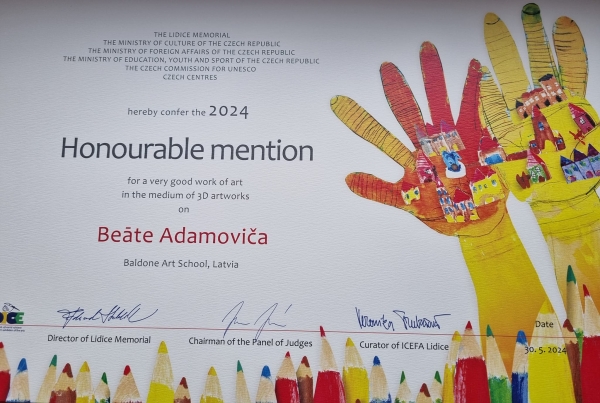 THE LIDICE MEMORIAL
THE MINISTRY OF CULTURE OF THE CZECH REPUBLIC
THE MINISTRY OF FOREIGN AFFAIRS OF THE CZECH REPUBLIC
THE MINISTRY OF EDUCATION, YOUTH AND SPORT OF THE CZECH REPUBLIC
THE CZECH COMMISSION FOR UNESCO
CZECH CENTRES
hereby confer the 2024
Honourable mention
for a very good work of art
in the medium of 3D artworks
on
Beāte Adamoviča
Baldone Art School, Latvia
Director of Lidice Memorial
Chairman of the Panel of Judges
Curator of ICEFA Lidice
Date
30. 5. 2024